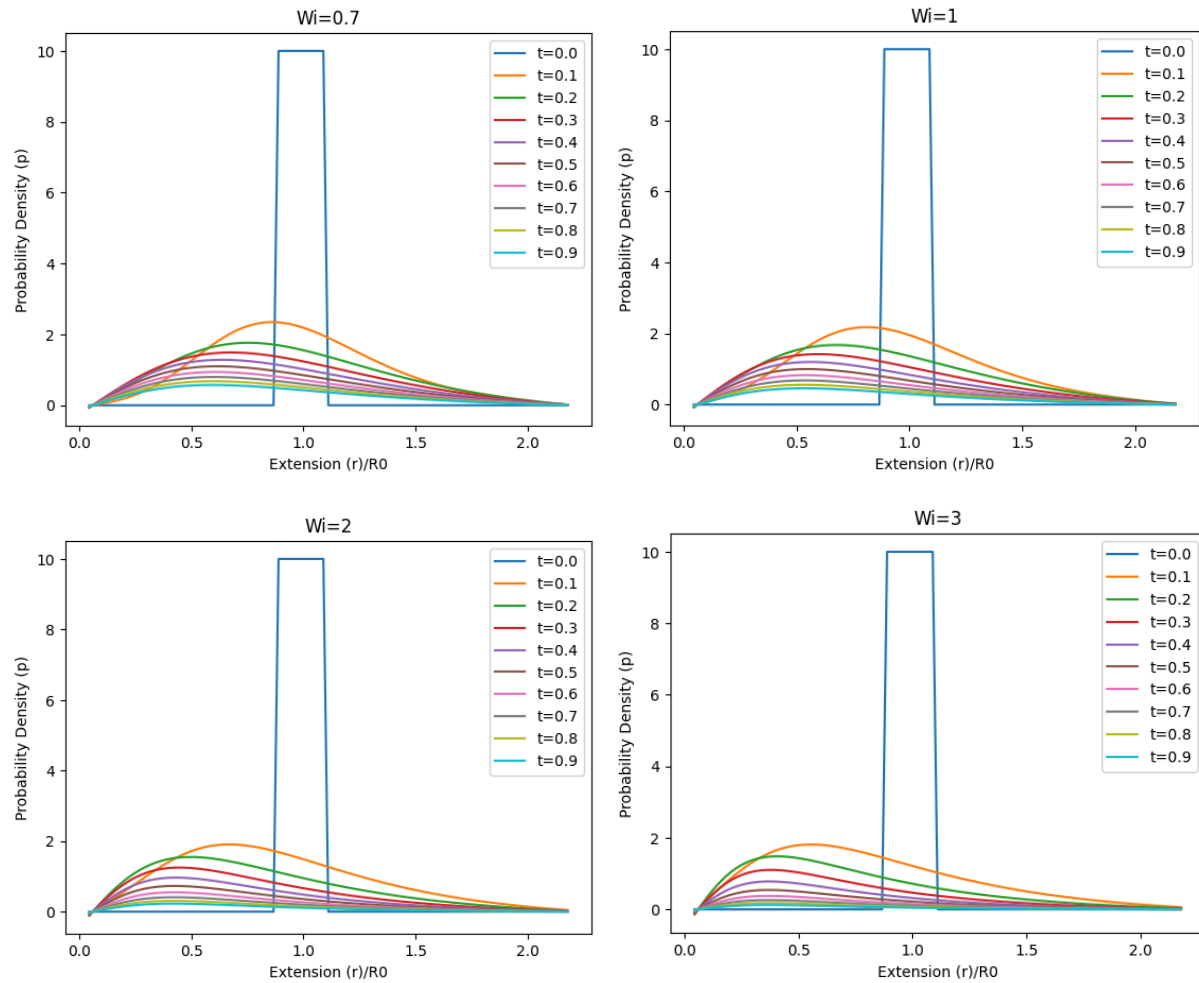 Wi=0.7
Probability Density (p)
10
8
6
4
2
0
0.0 0.5 1.0 1.5 2.0
Extension (r)/R0
t=0.0
t=0.1
t=0.2
t=0.3
t=0.4
t=0.5
t=0.6
t=0.7
t=0.8
t=0.9
Wi=1
Probability Density (p)
10
8
6
4
2
0
0.0 0.5 1.0 1.5 2.0
Extension (r)/R0
t=0.0
t=0.1
t=0.2
t=0.3
t=0.4
t=0.5
t=0.6
t=0.7
t=0.8
t=0.9
Wi=2
Probability Density (p)
10
8
6
4
2
0
0.0 0.5 1.0 1.5 2.0
Extension (r)/R0
t=0.0
t=0.1
t=0.2
t=0.3
t=0.4
t=0.5
t=0.6
t=0.7
t=0.8
t=0.9
Wi=3
Probability Density (p)
10
8
6
4
2
0
0.0 0.5 1.0 1.5 2.0
Extension (r)/R0
t=0.0
t=0.1
t=0.2
t=0.3
t=0.4
t=0.5
t=0.6
t=0.7
t=0.8
t=0.9